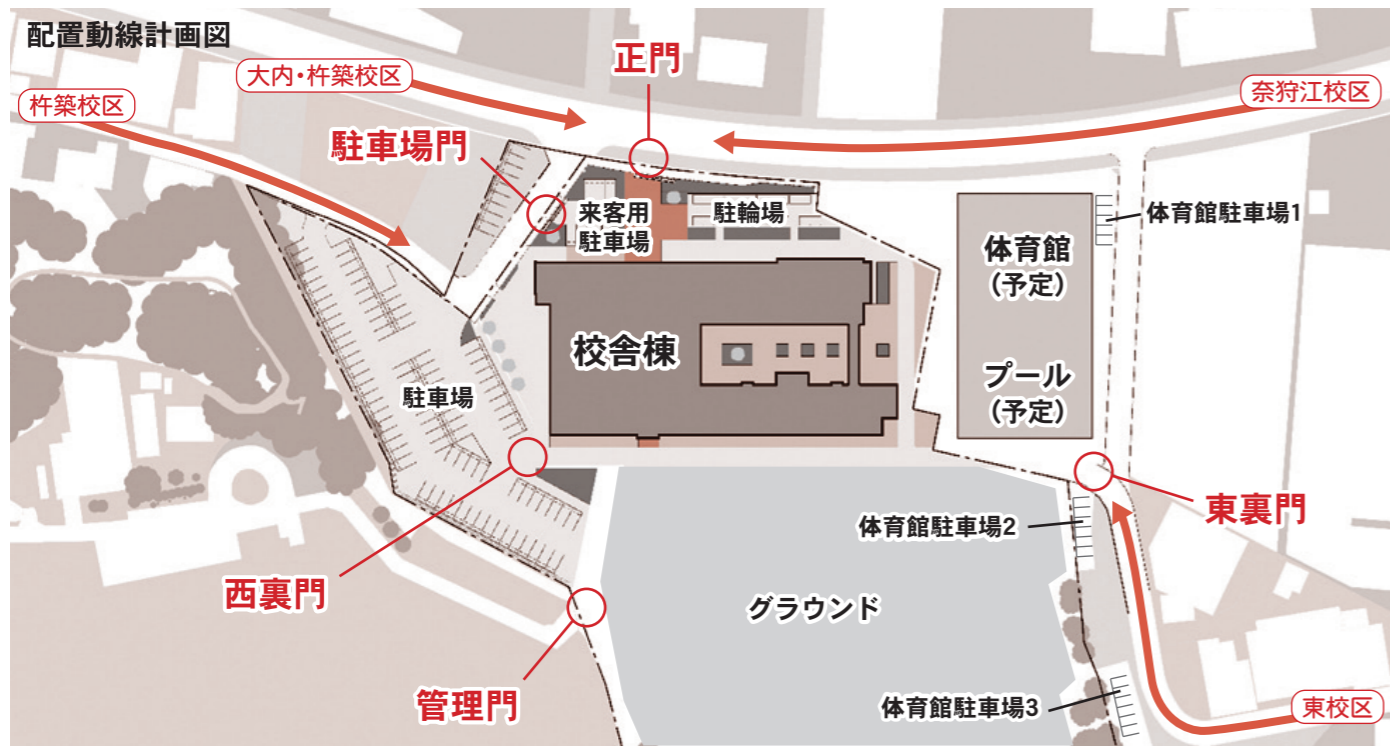 配置動線計画図
正門
大内・杵築校区
杵築校区
奈狩江校区
駐車場門
来客用
駐車場
駐輪場
体育館駐車場1
体育館
(予定)
校舎棟
プール
(予定)
駐車場
東裏門
体育館駐車場2
西裏門
グラウンド
管理門
体育館駐車場3
東校区